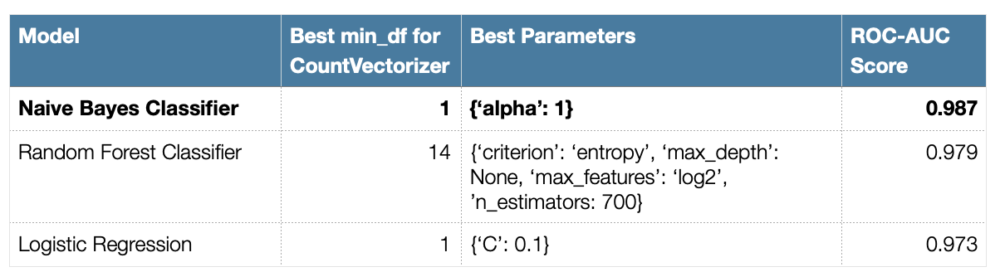 Model Best min_df for CountVectorizer Best Parameters ROC-AUC Score
Naive Bayes Classifier 1 {‘alpha’: 1} 0.987
Random Forest Classifier 14 {‘criterion’: ‘entropy’, ‘max_depth’: 0.979
None, ‘max_features’: ‘log2’,
’n_estimators: 700}
Logistic Regression 1 {‘C’: 0.1} 0.973